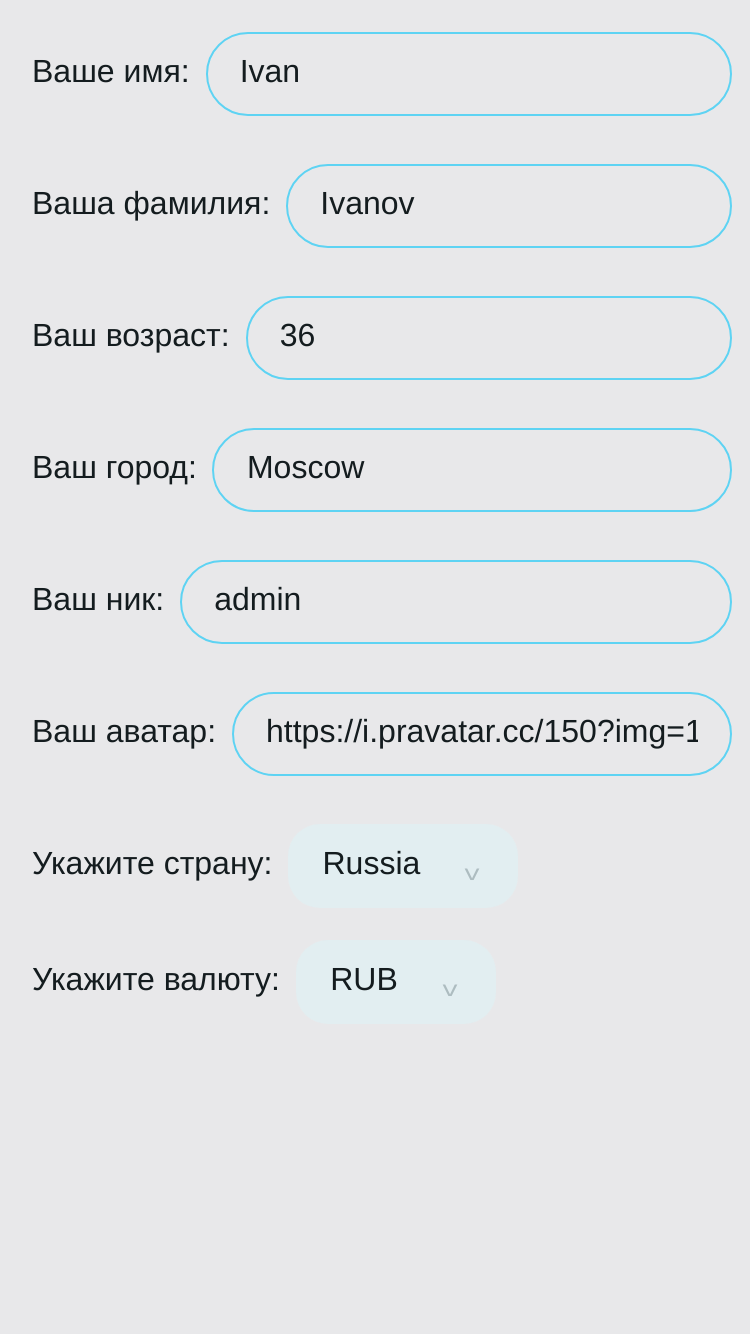 Ваше имя: Ivan
Ваша фамилия: Ivanov
Ваш возраст: 36
Ваш город: Moscow
Ваш ник: admin
Ваш аватар: https://i.pravatar.cc/150?img=1
Укажите страну: Russia
Укажите валюту: RUB